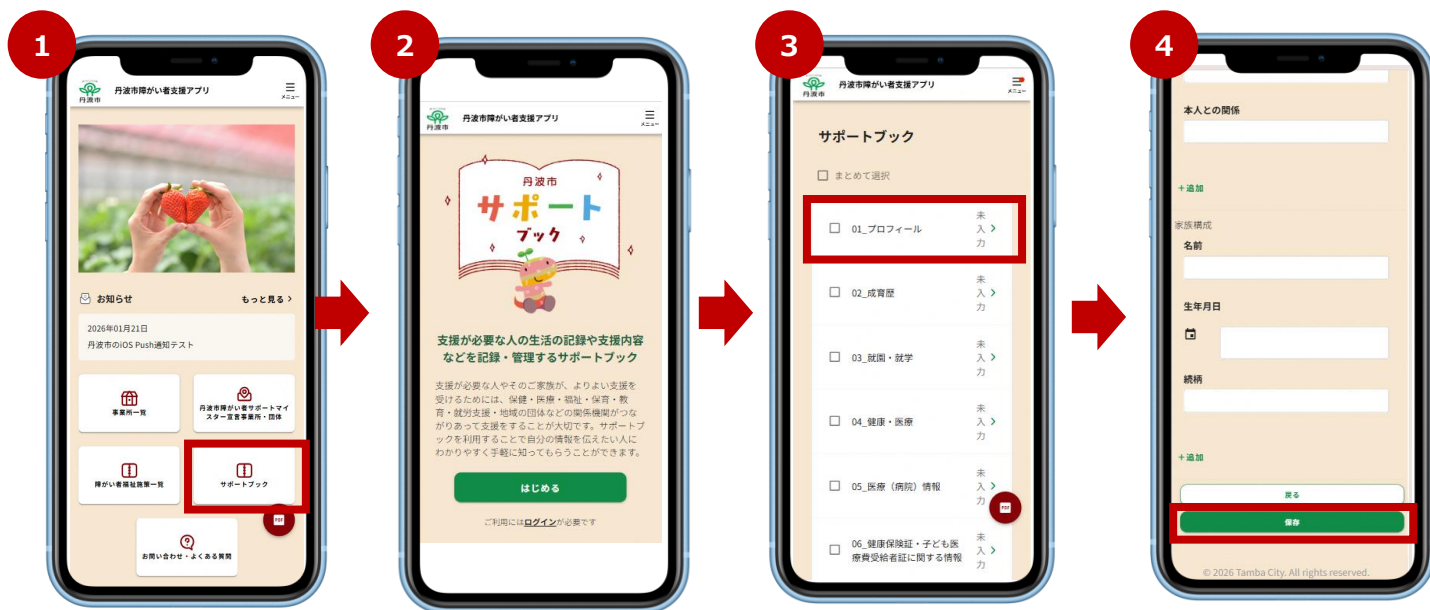 1
丹波市
丹波市障がい者支援アプリ
メニュー
お知らせ
もっと見る
2026年01月21日
丹波市のiOS Push通知テスト
事業所一覧
丹波市障がい者サポートマイ
スター宣言事業所・団体
障がい者福祉施策一覧
サポートブック
PDF
お問い合わせ・よくある質問
2
丹波市
丹波市障がい者支援アプリ
メニュー
丹波市
サポート
ブック
支援が必要な人の生活の記録や支援内容
などを記録・管理するサポートブック
支援が必要な人やそのご家族が、よりよい支援を
受けるためには、保健・医療・福祉・保育・教
育・就労支援・地域の団体などの関係機関がつな
がりあって支援をすることが大切です。サポートブ
ックを利用することで自分の情報を伝えたい人に
わかりやすく手軽に知ってもらうことができます。
はじめる
ご利用にはログインが必要です
3
丹波市
丹波市障がい者支援アプリ
メニュー
サポートブック
まとめて選択
01_プロフィール
未
入
力
02_成育歴
未
入
力
03_就園・就学
未
入
力
04_健康・医療
未
入
力
05_医療（病院）情報
未
入
力
PDF
06_健康保険証・子ども医
療費受給者証に関する情報
未
入
力
4
本人との関係
+追加
家族構成
名前
生年月日
続柄
+追加
戻る
保存
© 2026 Tamba City. All rights reserved.